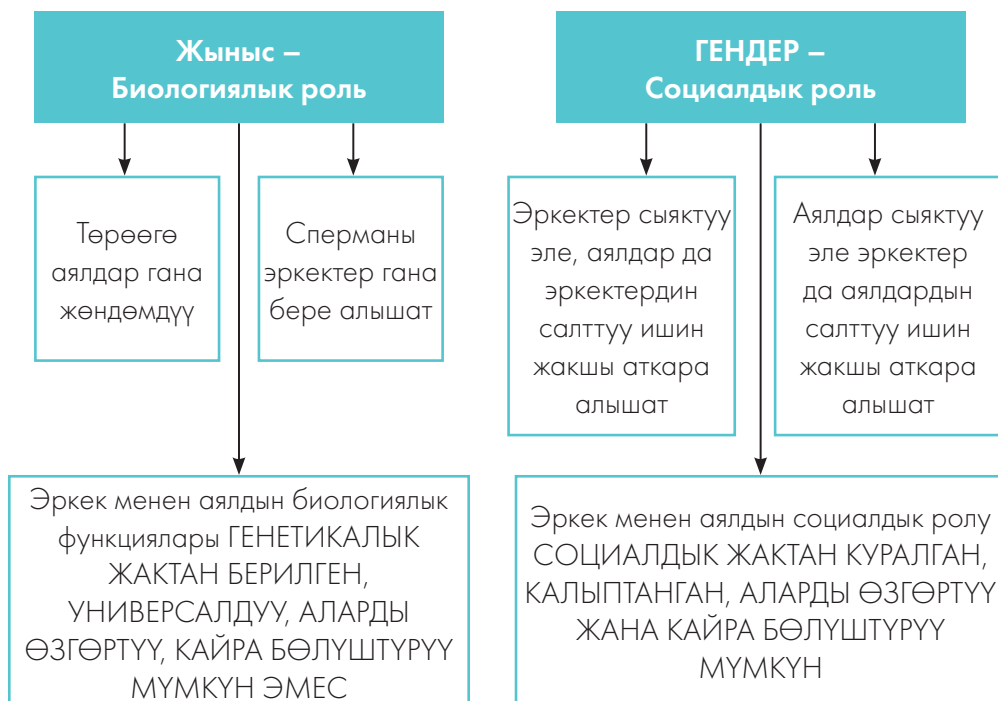 Жыныс –
Биологиялык роль
Төрөөгө
аялдар гана
жөндөмдүү
Сперманы
эркектер гана
бере алышат
Эркек менен аялдын биологиялык
функциялары ГЕНЕТИКАЛЫК
ЖАКТАН БЕРИЛГЕН,
УНИВЕРСАЛДУУ, АЛАРДЫ
ӨЗГӨРТҮҮ, КАЙРА БӨЛҮШТҮРҮҮ
МҮМКҮН ЭМЕС
ГЕНДЕР –
Социалдык роль
Эркектер сыяктуу
эле, аялдар да
эркектердин
салттуу ишин
жакшы аткара
алышат
Аялдар сыяктуу
эле эркектер
да аялдардын
салттуу ишин
жакшы аткара
алышат
Эркек менен аялдын социалдык ролу
СОЦИАЛДЫК ЖАКТАН КУРАЛГАН,
КАЛЫПТАНГАН, АЛАРДЫ ӨЗГӨРТҮҮ
ЖАНА КАЙРА БӨЛҮШТҮРҮҮ
МҮМКҮН